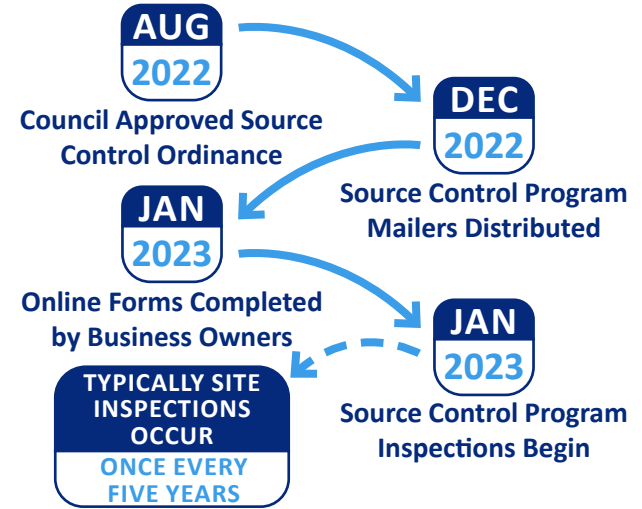 AUG
2022
Council Approved Source
Control Ordinance
DEC
2022
Source Control Program
Mailers Distributed
JAN
2023
Online Forms Completed
by Business Owners
JAN
2023
Source Control Program
Inspections Begin
TYPICALLY SITE
INSPECTIONS
OCCUR
ONCE EVERY
FIVE YEARS